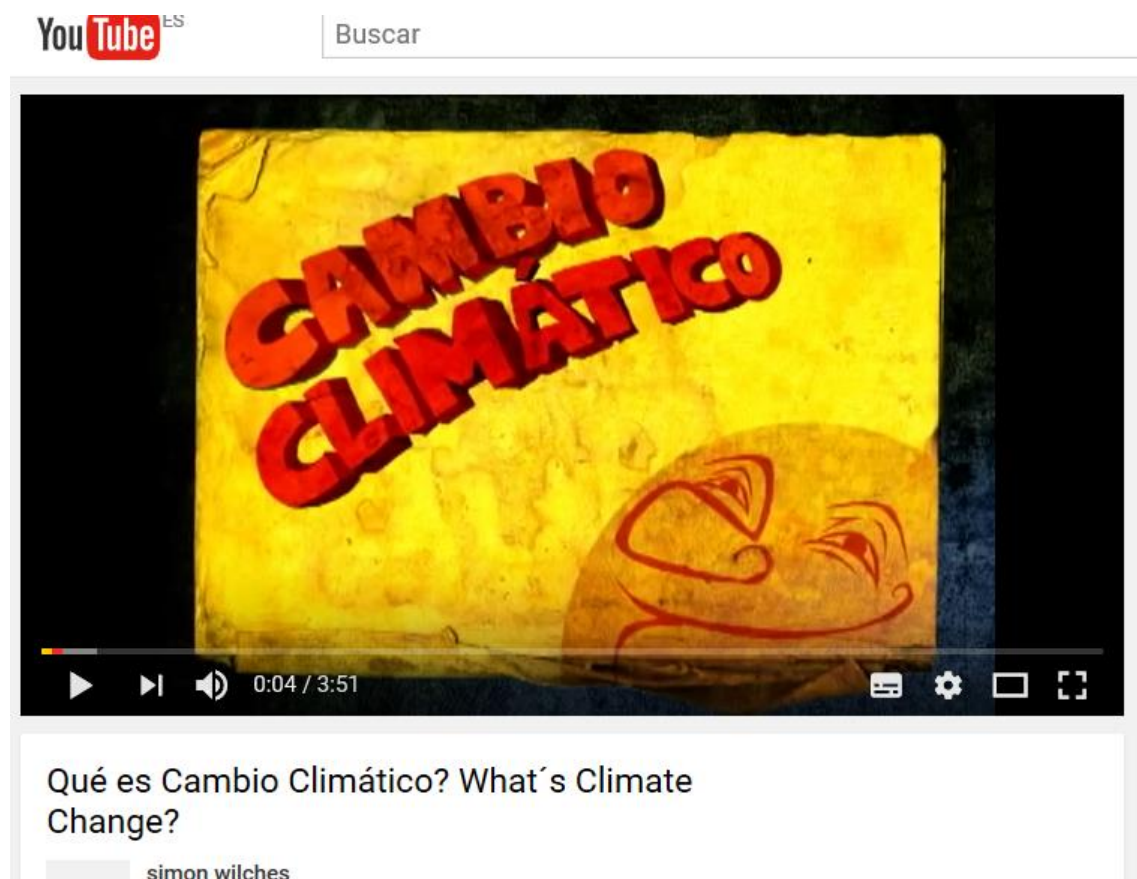 YouTube ES
Buscar
CAMBIO
CLIMÁTICO
0:04 / 3:51
Qué es Cambio Climático? What´s Climate
Change?
simon wilches